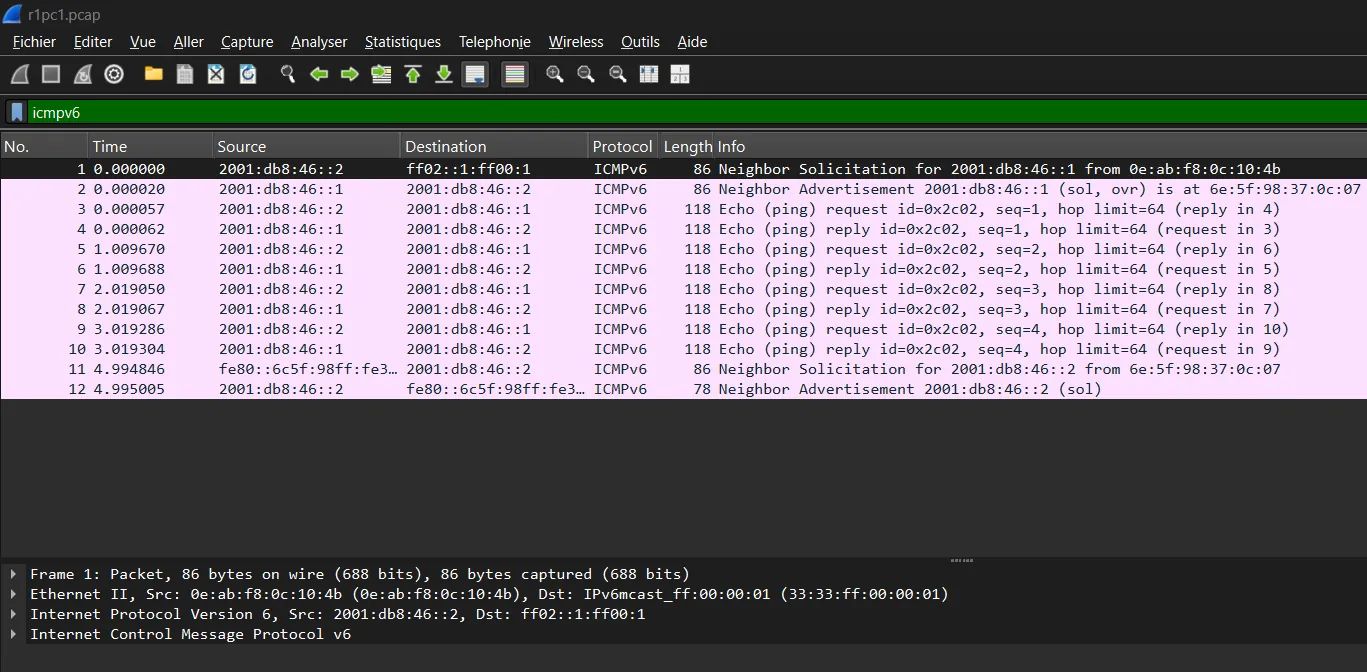 r1pc1.pcap
Fichier Editer Vue Aller Capture Analyser Statistiques Telephonie Wireless Outils Aide
icmpv6
No. Time Source Destination Protocol Length Info
1 0.000000 2001:db8:46::2 ff02::1:ff00:1 ICMPv6 86 Neighbor Solicitation for 2001:db8:46::1 from 0e:ab:f8:0c:10:4b
2 0.000020 2001:db8:46::1 2001:db8:46::2 ICMPv6 86 Neighbor Advertisement 2001:db8:46::1 (sol, ovr) is at 6e:5f:98:37:0c:07
3 0.000057 2001:db8:46::2 2001:db8:46::1 ICMPv6 118 Echo (ping) request id=0x2c02, seq=1, hop limit=64 (reply in 4)
4 0.000062 2001:db8:46::1 2001:db8:46::2 ICMPv6 118 Echo (ping) reply id=0x2c02, seq=1, hop limit=64 (request in 3)
5 1.009670 2001:db8:46::2 2001:db8:46::1 ICMPv6 118 Echo (ping) request id=0x2c02, seq=2, hop limit=64 (reply in 6)
6 1.009688 2001:db8:46::1 2001:db8:46::2 ICMPv6 118 Echo (ping) reply id=0x2c02, seq=2, hop limit=64 (request in 5)
7 2.019050 2001:db8:46::2 2001:db8:46::1 ICMPv6 118 Echo (ping) request id=0x2c02, seq=3, hop limit=64 (reply in 8)
8 2.019067 2001:db8:46::1 2001:db8:46::2 ICMPv6 118 Echo (ping) reply id=0x2c02, seq=3, hop limit=64 (request in 7)
9 3.019286 2001:db8:46::2 2001:db8:46::1 ICMPv6 118 Echo (ping) request id=0x2c02, seq=4, hop limit=64 (reply in 10)
10 3.019304 2001:db8:46::1 2001:db8:46::2 ICMPv6 118 Echo (ping) reply id=0x2c02, seq=4, hop limit=64 (request in 9)
11 4.994846 fe80::6c5f:98ff:fe3… 2001:db8:46::2 ICMPv6 86 Neighbor Solicitation for 2001:db8:46::2 from 6e:5f:98:37:0c:07
12 4.995005 2001:db8:46::2 fe80::6c5f:98ff:fe3… ICMPv6 78 Neighbor Advertisement 2001:db8:46::2 (sol)
Frame 1: Packet, 86 bytes on wire (688 bits), 86 bytes captured (688 bits)
Ethernet II, Src: 0e:ab:f8:0c:10:4b (0e:ab:f8:0c:10:4b), Dst: IPv6mcast_ff:00:00:01 (33:33:ff:00:00:01)
Internet Protocol Version 6, Src: 2001:db8:46::2, Dst: ff02::1:ff00:1
Internet Control Message Protocol v6